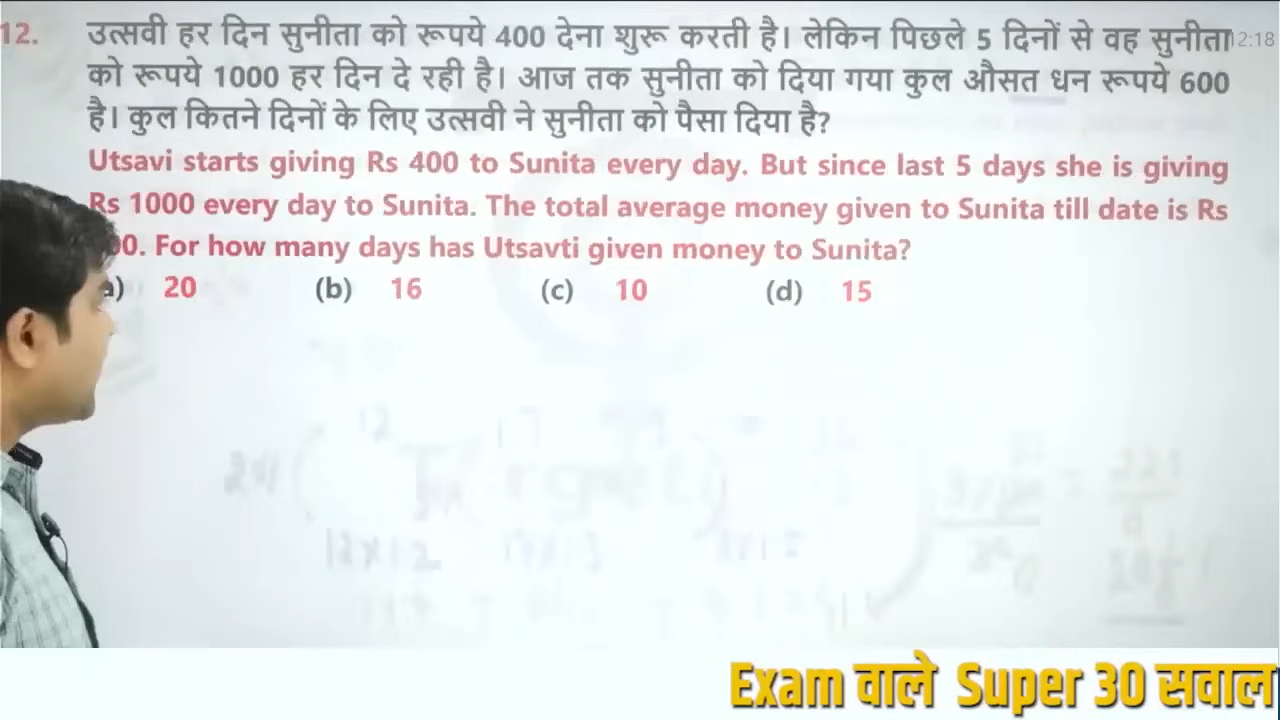 12. उत्सवी हर दिन सुनीता को रूपये 400 देना शुरू करती है। लेकिन पिछले 5 दिनों से वह सुनीता 12:18
को रूपये 1000 हर दिन दे रही है। आज तक सुनीता को दिया गया कुल औसत धन रूपये 600
है। कुल कितने दिनों के लिए उत्सवी ने सुनीता को पैसा दिया है?
Utsavi starts giving Rs 400 to Sunita every day. But since last 5 days she is giving
Rs 1000 every day to Sunita. The total average money given to Sunita till date is Rs
00. For how many days has Utsavti given money to Sunita?
a) 20 (b) 16 (c) 10 (d) 15
Exam वाले Super 30 सवाल